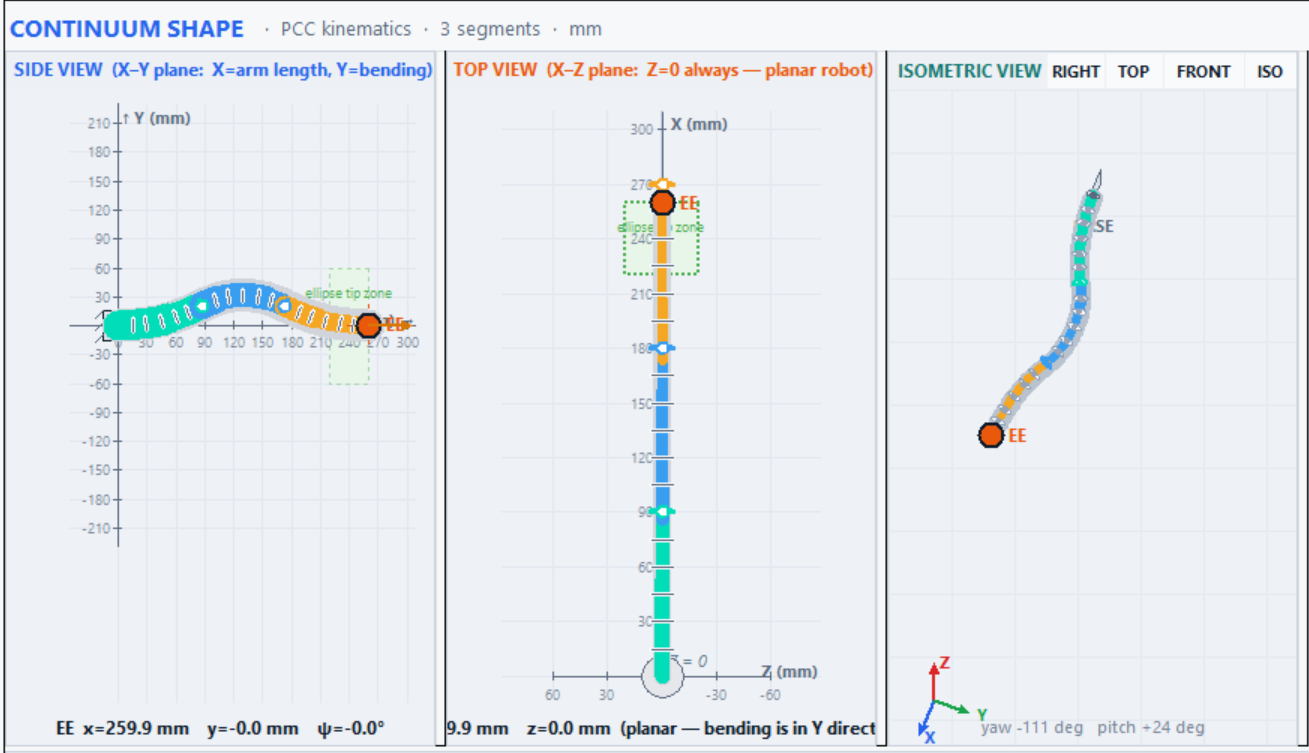 CONTINUUM SHAPE · PCC kinematics · 3 segments · mm
SIDE VIEW (X–Y plane: X=arm length, Y=bending)
↑ Y (mm)
210
180
150
120
90
60
30
ellipse tip zone
EE
30 60 90 120 150 180 210 240 270 300
-30
-60
-90
-120
-150
-180
-210
EE x=259.9 mm y=-0.0 mm ψ=-0.0°
TOP VIEW (X–Z plane: Z=0 always — planar robot)
X (mm)
300
270
EE
ellipse zone
240
210
180
150
120
90
60
30
= 0
Z (mm)
60 30 -30 -60
9.9 mm z=0.0 mm (planar — bending is in Y direct
ISOMETRIC VIEW RIGHT TOP FRONT ISO
SE
EE
Z
Y
X
yaw -111 deg pitch +24 deg